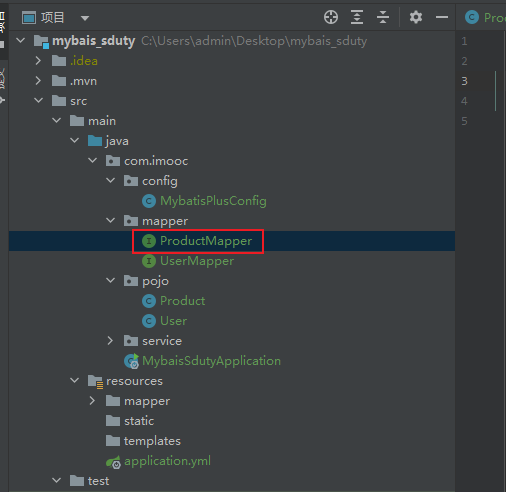 项目
Pro
mybais_sduty C:\Users\admin\Desktop\mybais_sduty
1
.idea
2
.mvn
3
src
4
main
5
java
com.imooc
config
MybatisPlusConfig
mapper
ProductMapper
UserMapper
pojo
Product
User
service
MybaisSdutyApplication
resources
mapper
static
templates
application.yml
test